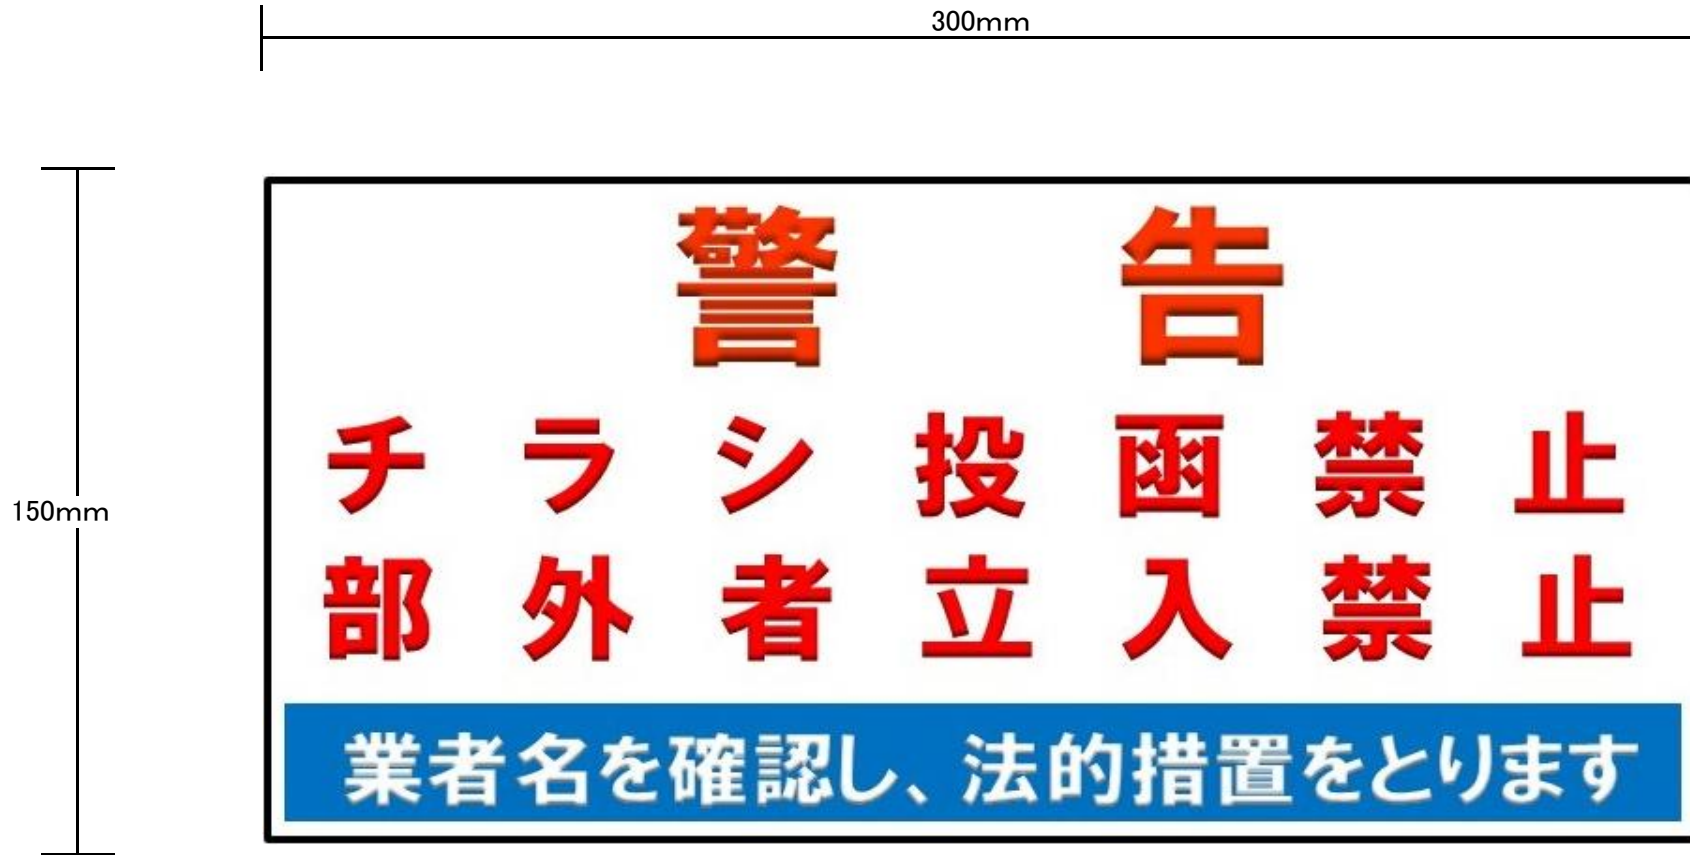 300mm
警告
チラシ投函禁止
150mm
部外者立入禁止
業者名を確認し、法的措置をとります